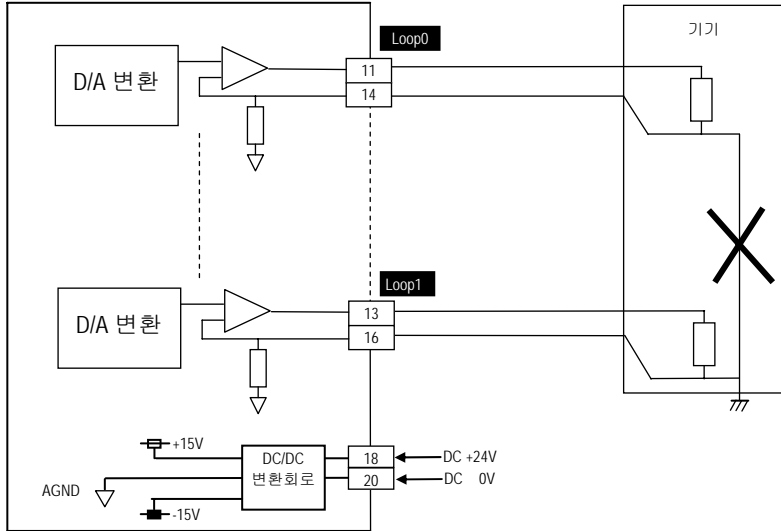 Loop0
기기
D/A 변환
11
14
Loop1
D/A 변환
13
16
+15V
DC/DC
변환회로
18
DC +24V
20
DC 0V
AGND
-15V